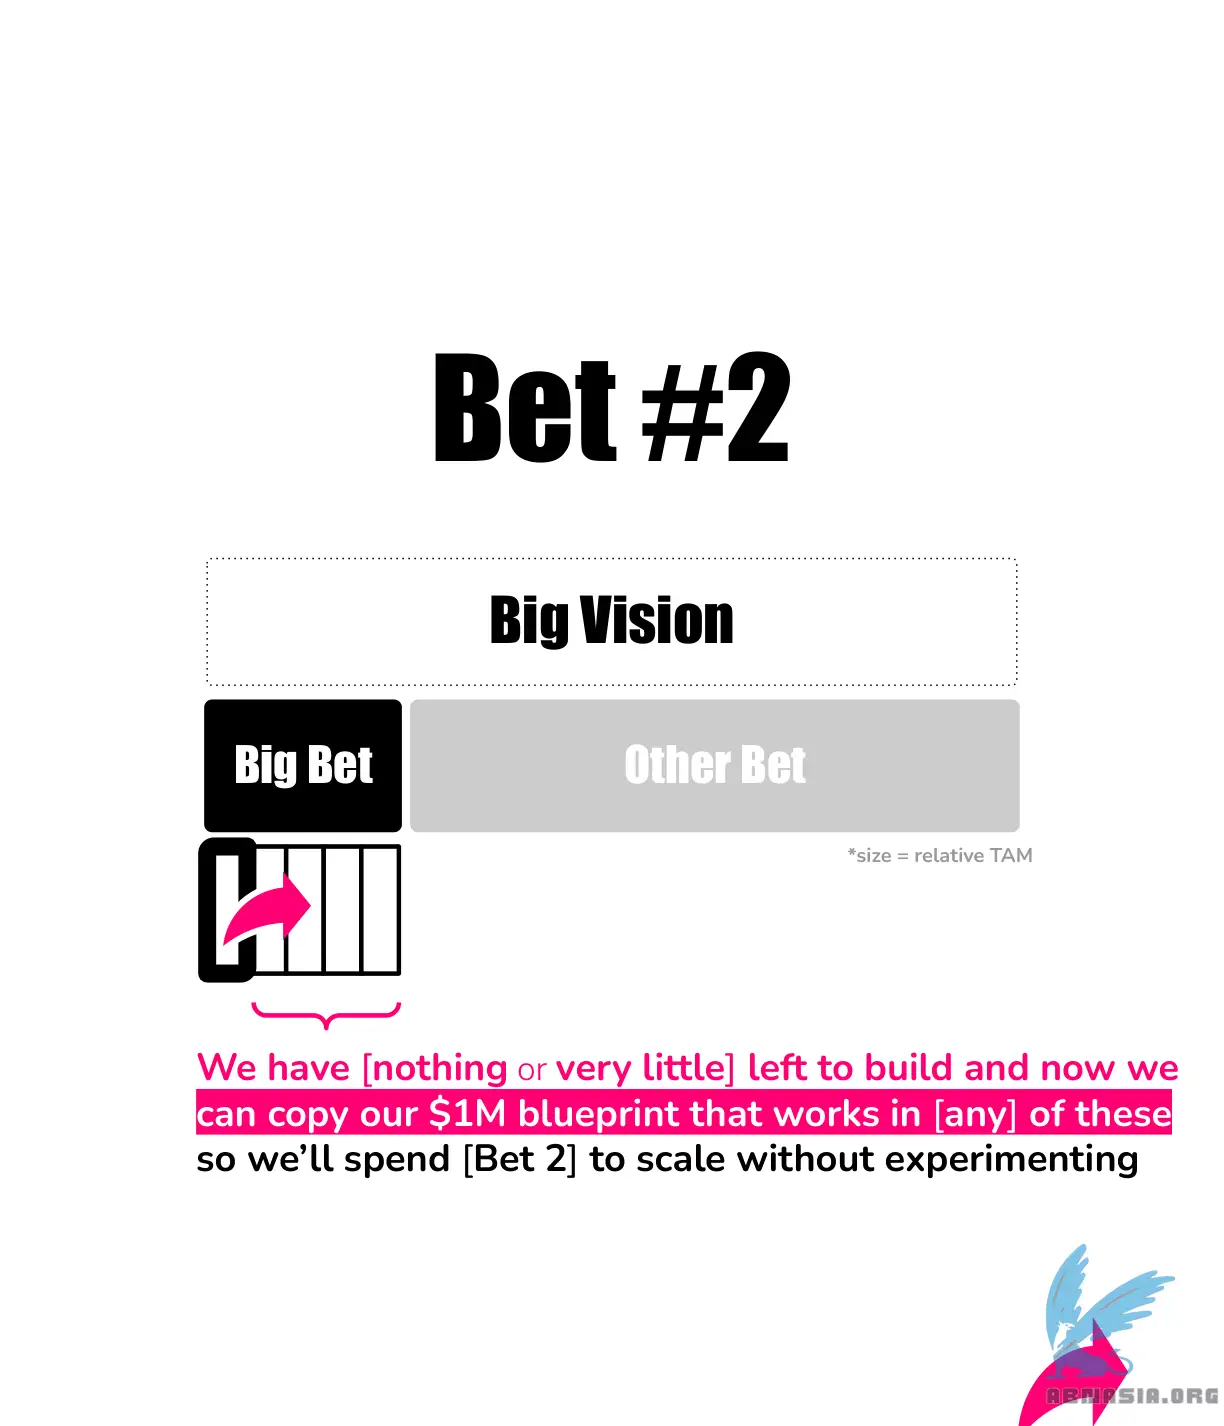 Bet #2
Big Vision
Big Bet
Other Bet
*size = relative TAM
We have [nothing or very little] left to build and now we
can copy our $1M blueprint that works in [any] of these
so we’ll spend [Bet 2] to scale without experimenting
ABNASIA.ORG